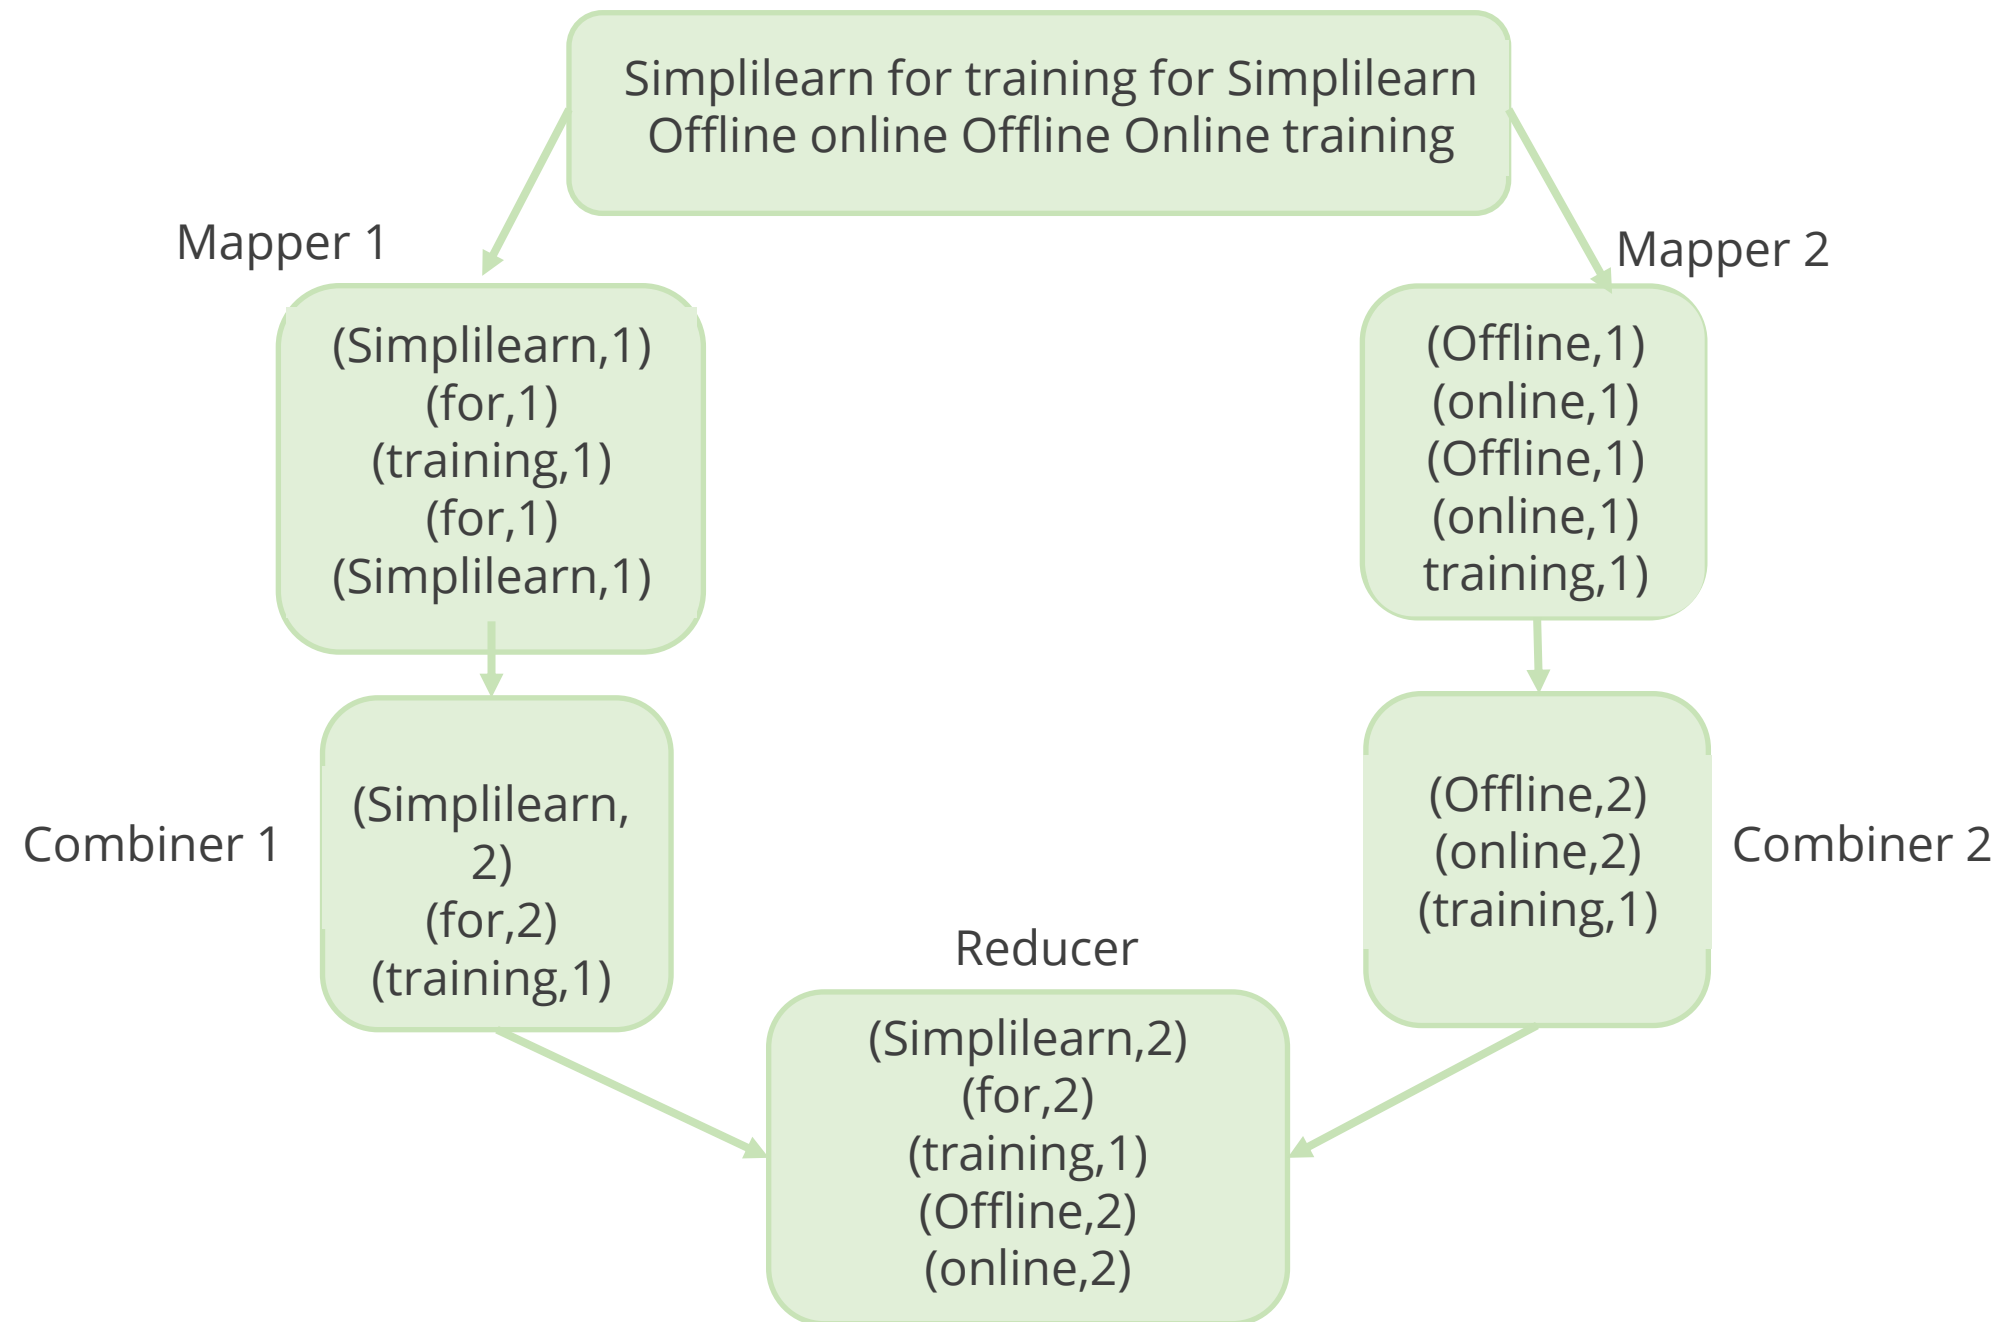 Simplilearn for training for Simplilearn
Offline online Offline Online training
Mapper 1
Mapper 2
(Simplilearn,1)
(for,1)
(training,1)
(for,1)
(Simplilearn,1)
(Offline,1)
(online,1)
(Offline,1)
(online,1)
training,1)
Combiner 1
(Simplilearn,
2)
(for,2)
(training,1)
(Offline,2)
(online,2)
(training,1)
Combiner 2
Reducer
(Simplilearn,2)
(for,2)
(training,1)
(Offline,2)
(online,2)